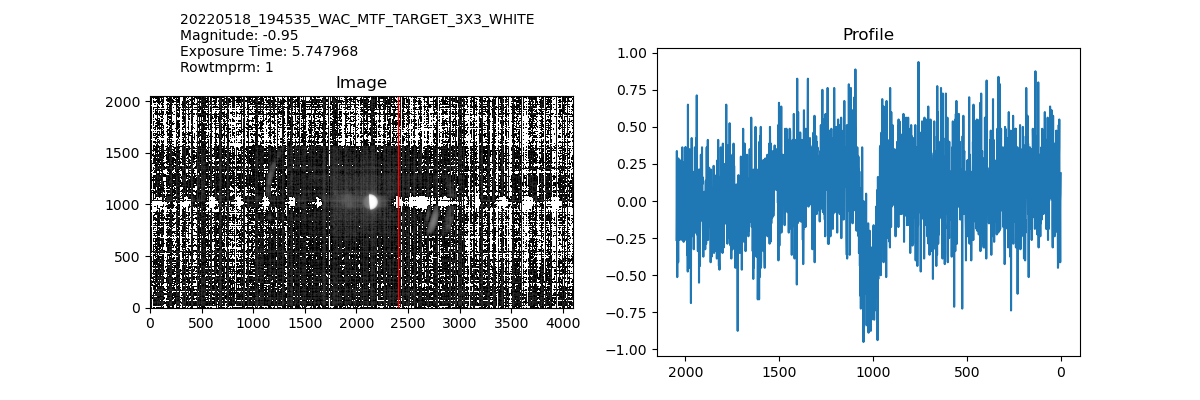 20220518_194535_WAC_MTF_TARGET_3X3_WHITE
Magnitude: -0.95
Exposure Time: 5.747968
Rowtmprm: 1
Image
2000
1500
1000
500
0
0 500 1000 1500 2000 2500 3000 3500 4000
Profile
1.00
0.75
0.50
0.25
0.00
−0.25
−0.50
−0.75
−1.00
2000 1500 1000 500 0